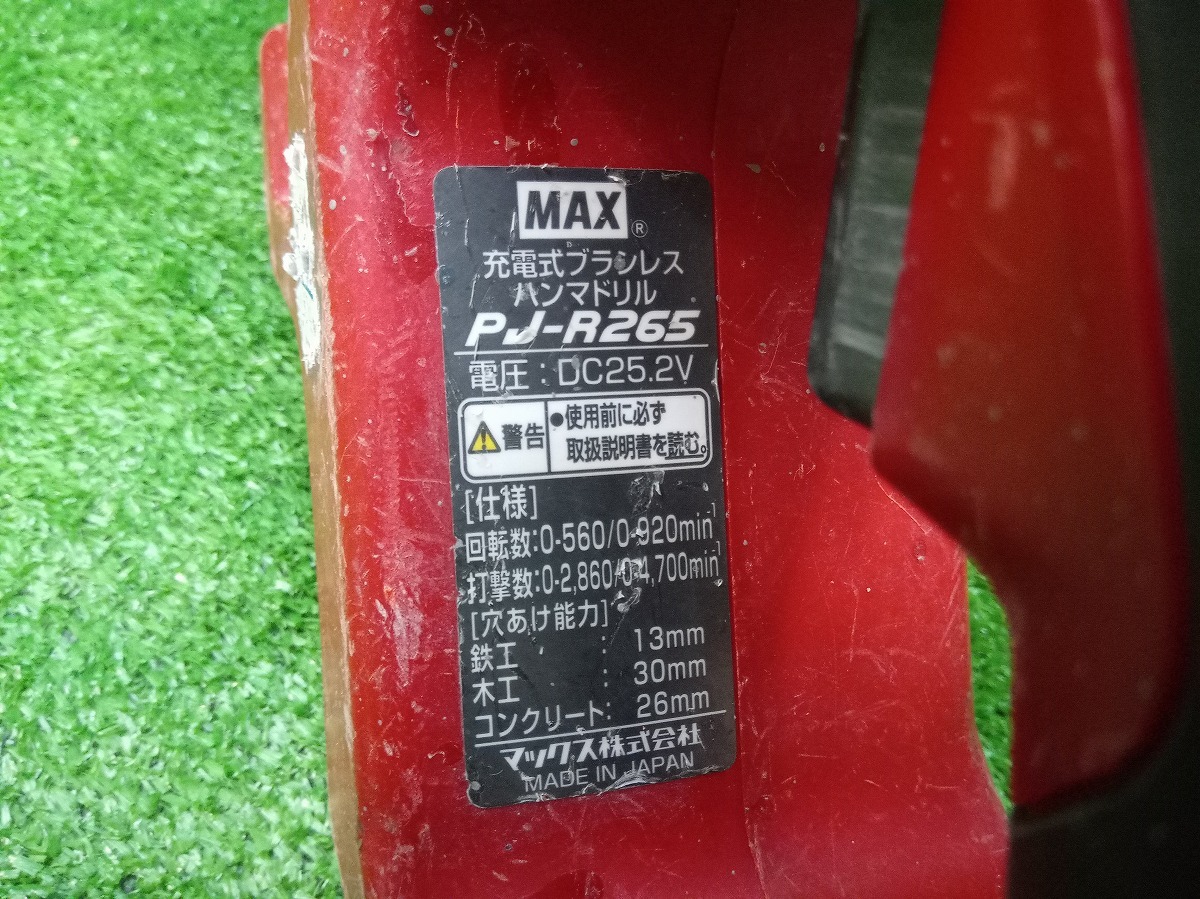 MAX®
充電式ブラシレス
ハンマドリル
PJ-R265
電圧:DC25.2V
警告
●使用前に必ず
取扱説明書を読む。
[仕様]
回転数:0-560/0-920min
打撃数:0-2,860/0-4,700min
[穴あけ能力]
鉄工:13mm
木工:30mm
コンクリート:26mm
マックス株式会社
MADE IN JAPAN